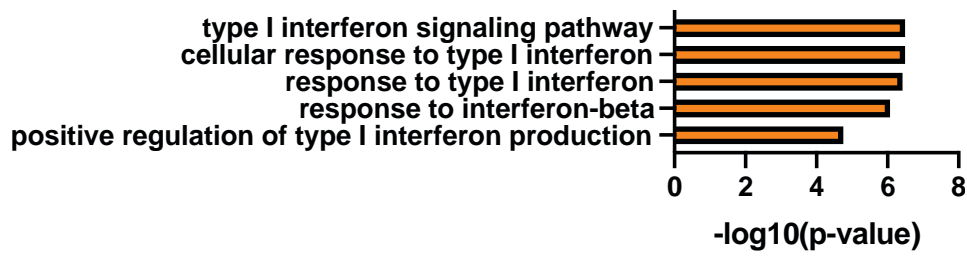 type I interferon signaling pathway
cellular response to type I interferon
response to type I interferon
response to interferon-beta
positive regulation of type I interferon production
0 2 4 6 8
-log10(p-value)